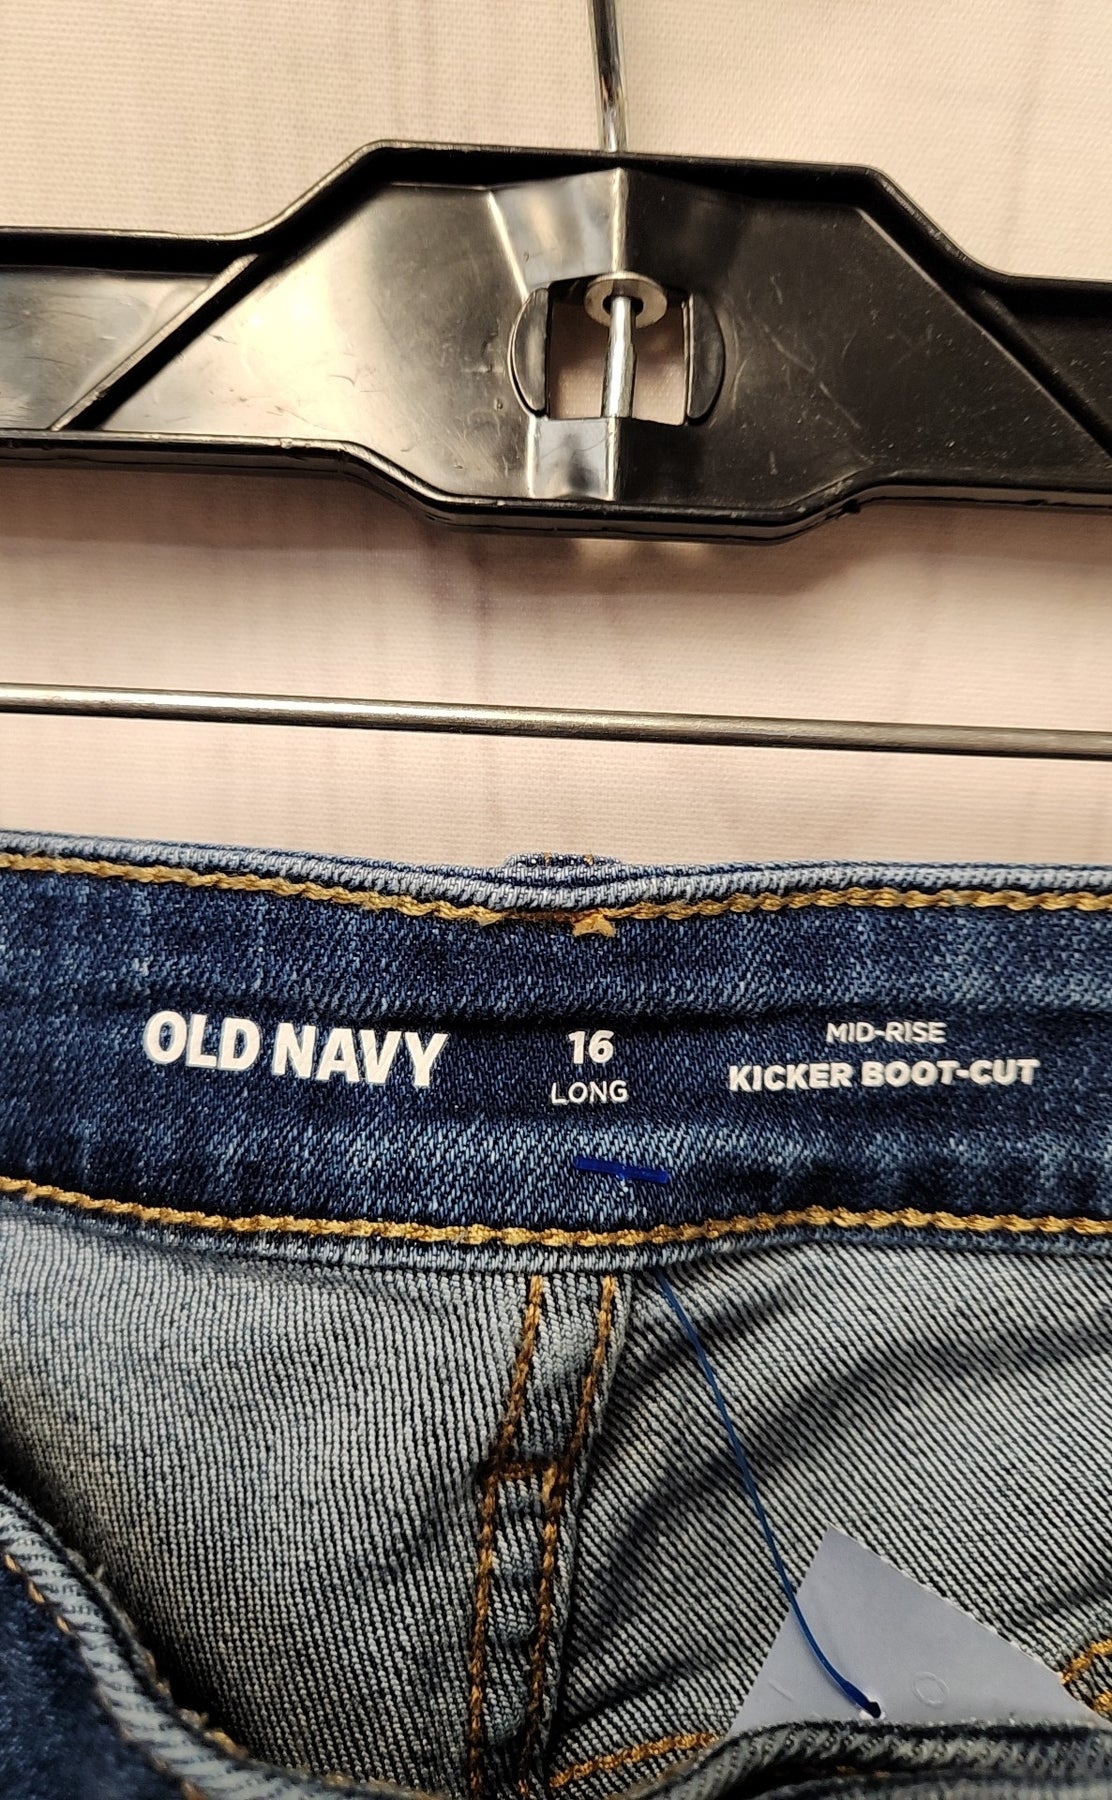 OLD NAVY
16
LONG
MID-RISE
KICKER BOOT-CUT